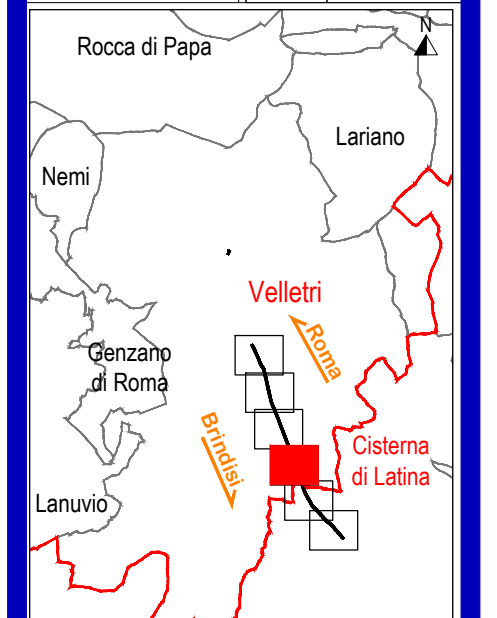 N
Rocca di Papa
Lariano
Nemi
Velletri
Roma
Genzano
di Roma
Brindisi
Cisterna
di Latina
Lanuvio